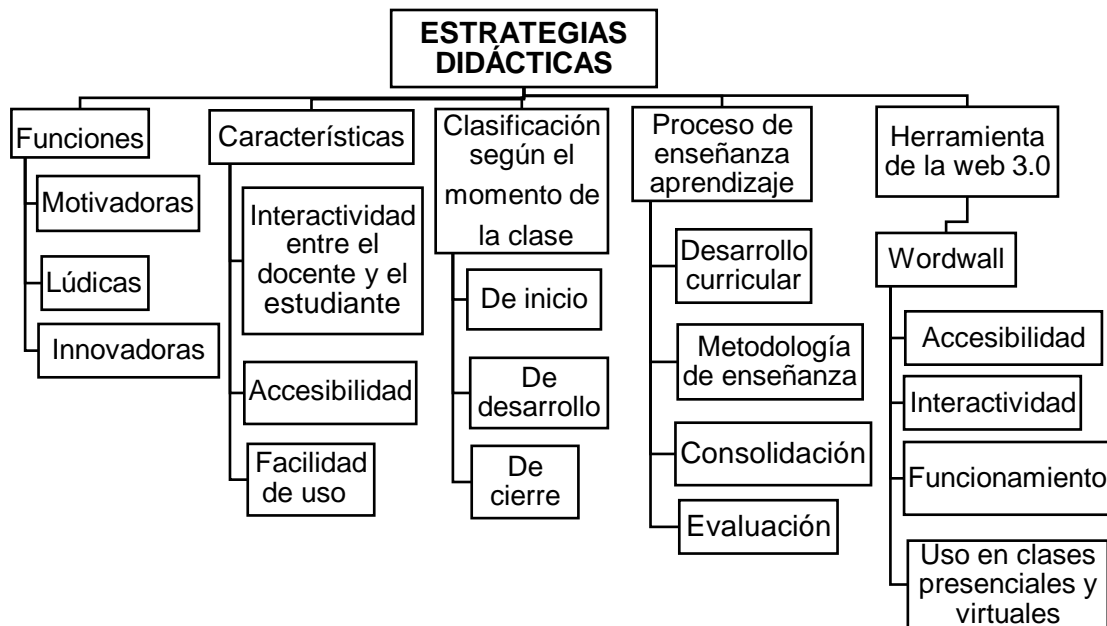 ESTRATEGIAS
DIDÁCTICAS
Funciones
Motivadoras
Lúdicas
Innovadoras
Características
Interactividad
entre el
docente y el
estudiante
Accesibilidad
Facilidad
de uso
Clasificación
según el
momento de
la clase
De inicio
De
desarrollo
De
cierre
Proceso de
enseñanza
aprendizaje
Desarrollo
curricular
Metodología
de enseñanza
Consolidación
Evaluación
Herramienta
de la web 3.0
Wordwall
Accesibilidad
Interactividad
Funcionamiento
Uso en clases
presenciales y
virtuales